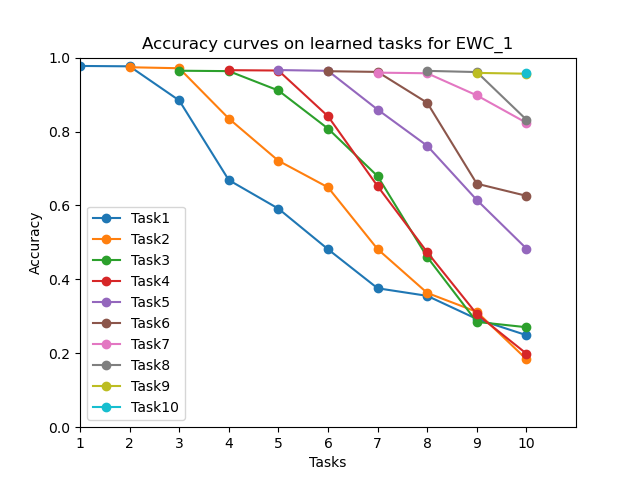 Accuracy curves on learned tasks for EWC_1
1.0
0.8
0.6
0.4
0.2
0.0
Accuracy
Task1
Task2
Task3
Task4
Task5
Task6
Task7
Task8
Task9
Task10
1 2 3 4 5 6 7 8 9 10
Tasks